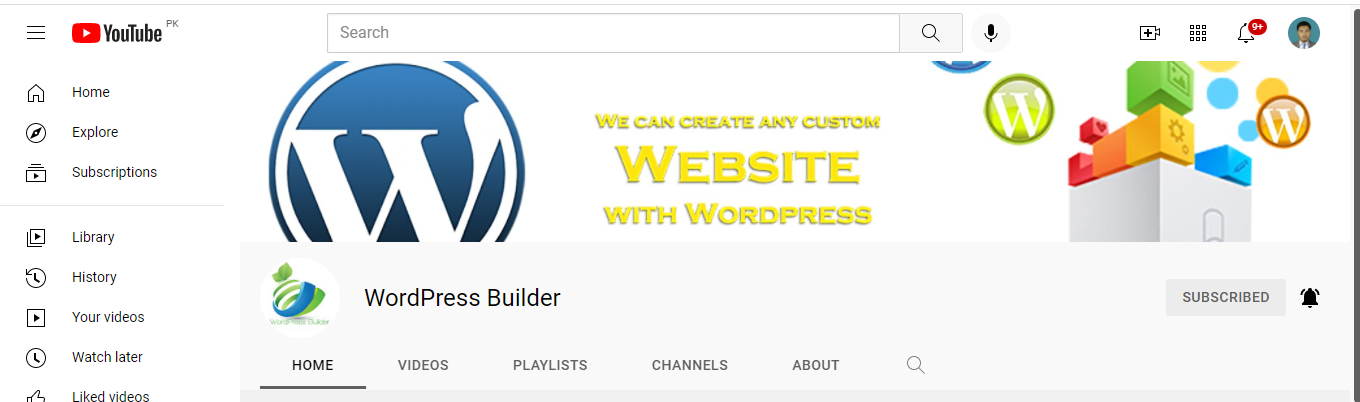 YouTube PK
Search
9+
Home
Explore
Subscriptions
Library
History
Your videos
Watch later
Liked videos
WE CAN CREATE ANY CUSTOM
WEBSITE
WITH WORDPRESS
WordPress Builder
WordPress Builder
SUBSCRIBED
HOME
VIDEOS
PLAYLISTS
CHANNELS
ABOUT